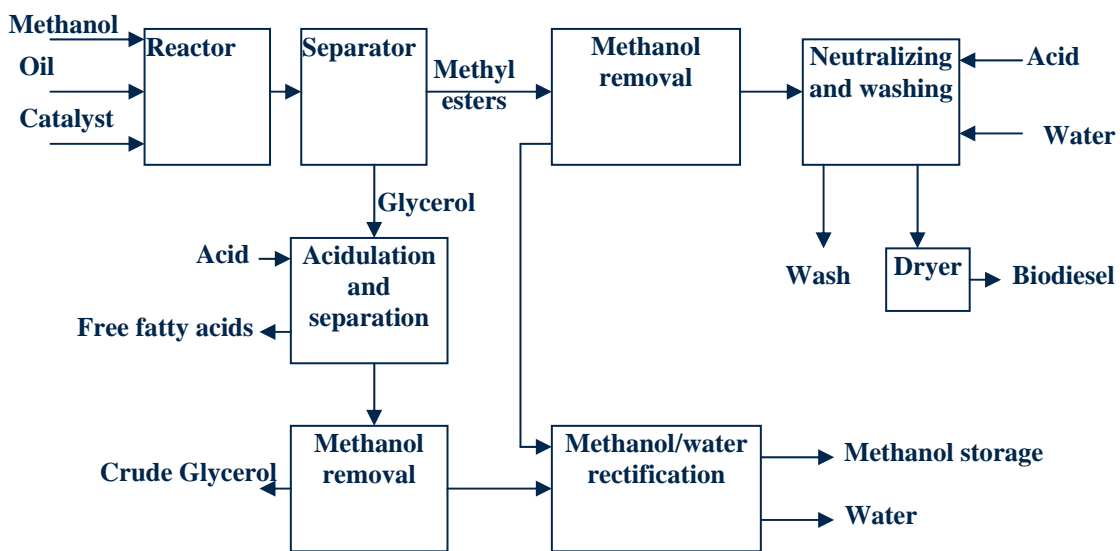 Methanol
Oil
Catalyst
Reactor
Separator
Methyl
esters
Methanol
removal
Neutralizing
and washing
Acid
Water
Glycerol
Acid
Acidulation
and
separation
Free fatty acids
Wash
Dryer
Biodiesel
Crude Glycerol
Methanol
removal
Methanol/water
rectification
Methanol storage
Water